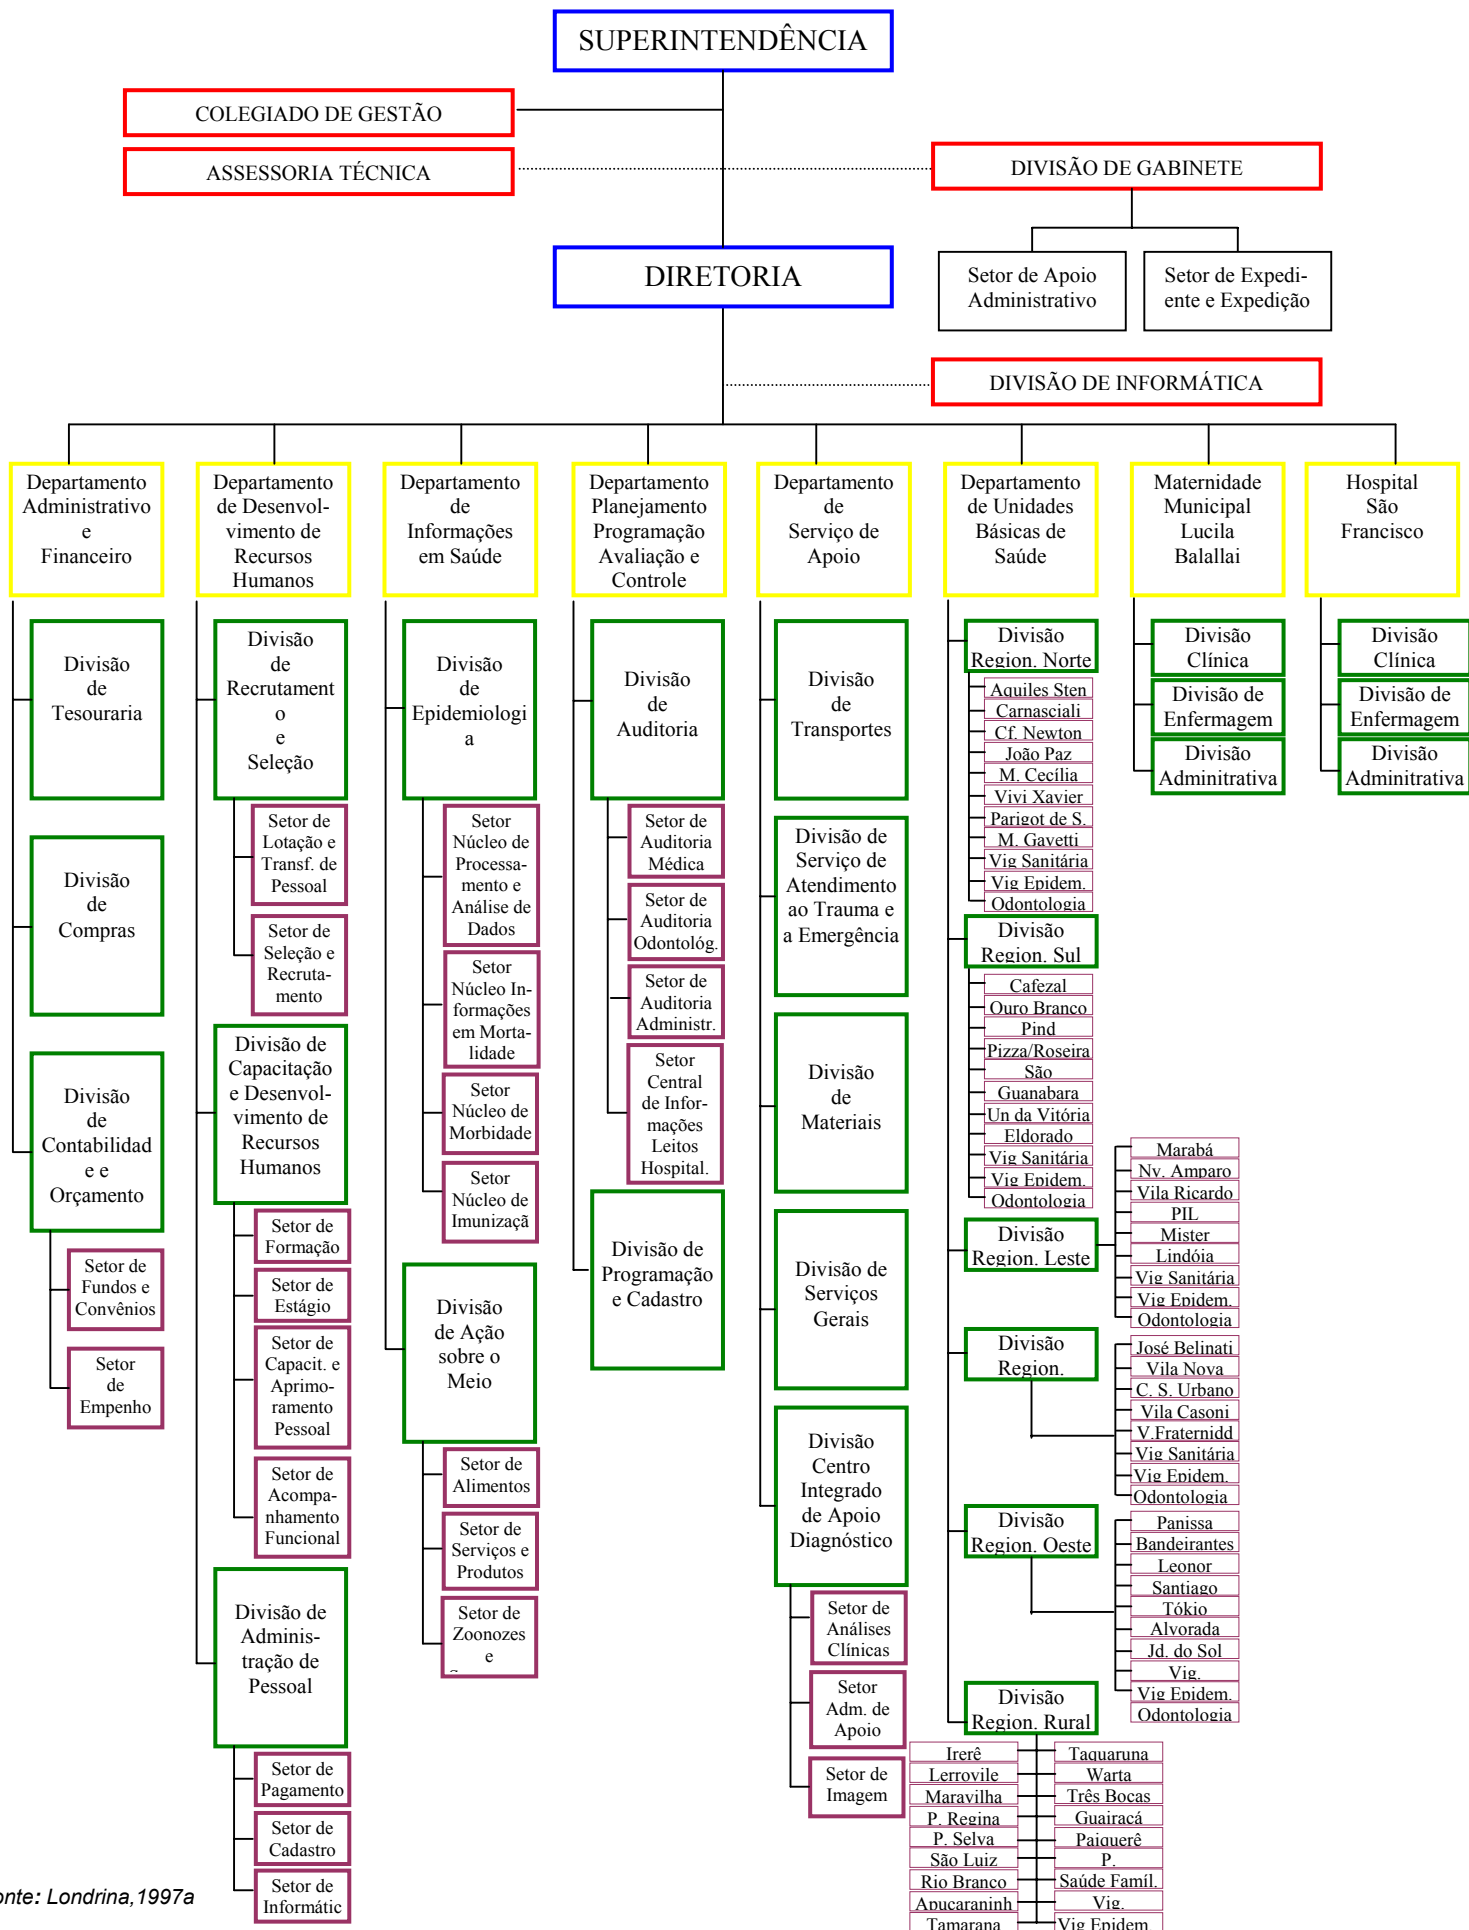 SUPERINTENDÊNCIA
COLEGIADO DE GESTÃO
ASSESSORIA TÉCNICA
DIVISÃO DE GABINETE
DIRETORIA
Setor de Apoio
Administrativo
Setor de Expedi-
ente e Expedição
DIVISÃO DE INFORMÁTICA
Departamento
Administrativo
e
Financeiro
Departamento
de Desenvol-
vimento de
Recursos
Humanos
Departamento
de
Informações
em Saúde
Departamento
Planejamento
Programação
Avaliação e
Controle
Departamento
de
Serviço de
Apoio
Departamento
de Unidades
Básicas de
Saúde
Maternidade
Municipal
Lucila
Balallai
Hospital
São
Francisco
Divisão
de
Tesouraria
Divisão
de
Compras
Divisão
de
Contabilidad
e e
Orçamento
Setor de
Fundos e
Convênios
Setor
de
Empenho
Divisão
de
Recrutament
o
e
Seleção
Setor de
Lotação e
Transf. de
Pessoal
Setor de
Seleção e
Recruta-
mento
Divisão de
Capacitação
e Desenvol-
vimento de
Recursos
Humanos
Setor de
Formação
Setor de
Estágio
Setor de
Capacit. e
Aprimo-
ramento
Pessoal
Setor de
Acompa-
nhamento
Funcional
Divisão de
Adminis-
tração de
Pessoal
Setor de
Pagamento
Setor de
Cadastro
Setor de
Informátic
Divisão
de
Epidemiologi
a
Setor
Núcleo de
Processa-
mento e
Análise de
Dados
Setor
Núcleo In-
formações
em Morta-
lidade
Setor
Núcleo de
Morbidade
Setor
Núcleo de
Imunizaçã
Divisão
de Ação
sobre o
Meio
Setor de
Alimentos
Setor de
Serviços e
Produtos
Setor de
Zoonozes
e
Divisão
de
Auditoria
Setor de
Auditoria
Médica
Setor de
Auditoria
Odontológ.
Setor de
Auditoria
Administr.
Setor
Central
de Infor-
mações
Leitos
Hospital.
Divisão de
Programação
e Cadastro
Divisão
de
Transportes
Divisão de
Serviço de
Atendimento
ao Trauma e
a Emergência
Divisão
de
Materiais
Divisão de
Serviços
Gerais
Divisão
Centro
Integrado
de Apoio
Diagnóstico
Setor de
Análises
Clínicas
Setor
Adm. de
Apoio
Setor de
Imagem
Divisão
Region. Norte
Aquiles Sten
Carnasciali
Cf. Newton
João Paz
M. Cecília
Vivi Xavier
Parigot de S.
M. Gavetti
Vig Sanitária
Vig Epidem.
Odontologia
Divisão
Region. Sul
Cafezal
Ouro Branco
Pind
Pizza/Roseira
São
Guanabara
Un da Vitória
Eldorado
Vig Sanitária
Vig Epidem.
Odontologia
Divisão
Region. Leste
Marabá
Nv. Amparo
Vila Ricardo
PIL
Mister
Lindóia
Vig Sanitária
Vig Epidem.
Odontologia
Divisão
Region.
José Belinati
Vila Nova
C. S. Urbano
Vila Casoni
V.Fraternidd
Vig Sanitária
Vig Epidem.
Odontologia
Divisão
Region. Oeste
Panissa
Bandeirantes
Leonor
Santiago
Tókio
Alvorada
Jd. do Sol
Vig.
Vig Epidem.
Odontologia
Divisão
Region. Rural
Irerê
Lerrovile
Maravilha
P. Regina
P. Selva
São Luiz
Rio Branco
Apucaraninh
Tamarana
Taquaruna
Warta
Três Bocas
Guairacá
Paiquerê
P.
Saúde Famíl.
Vig.
Vig Epidem.
Divisão
Clínica
Divisão de
Enfermagem
Divisão
Adminitrativa
Divisão
Clínica
Divisão de
Enfermagem
Divisão
Adminitrativa
onte: Londrina,1997a